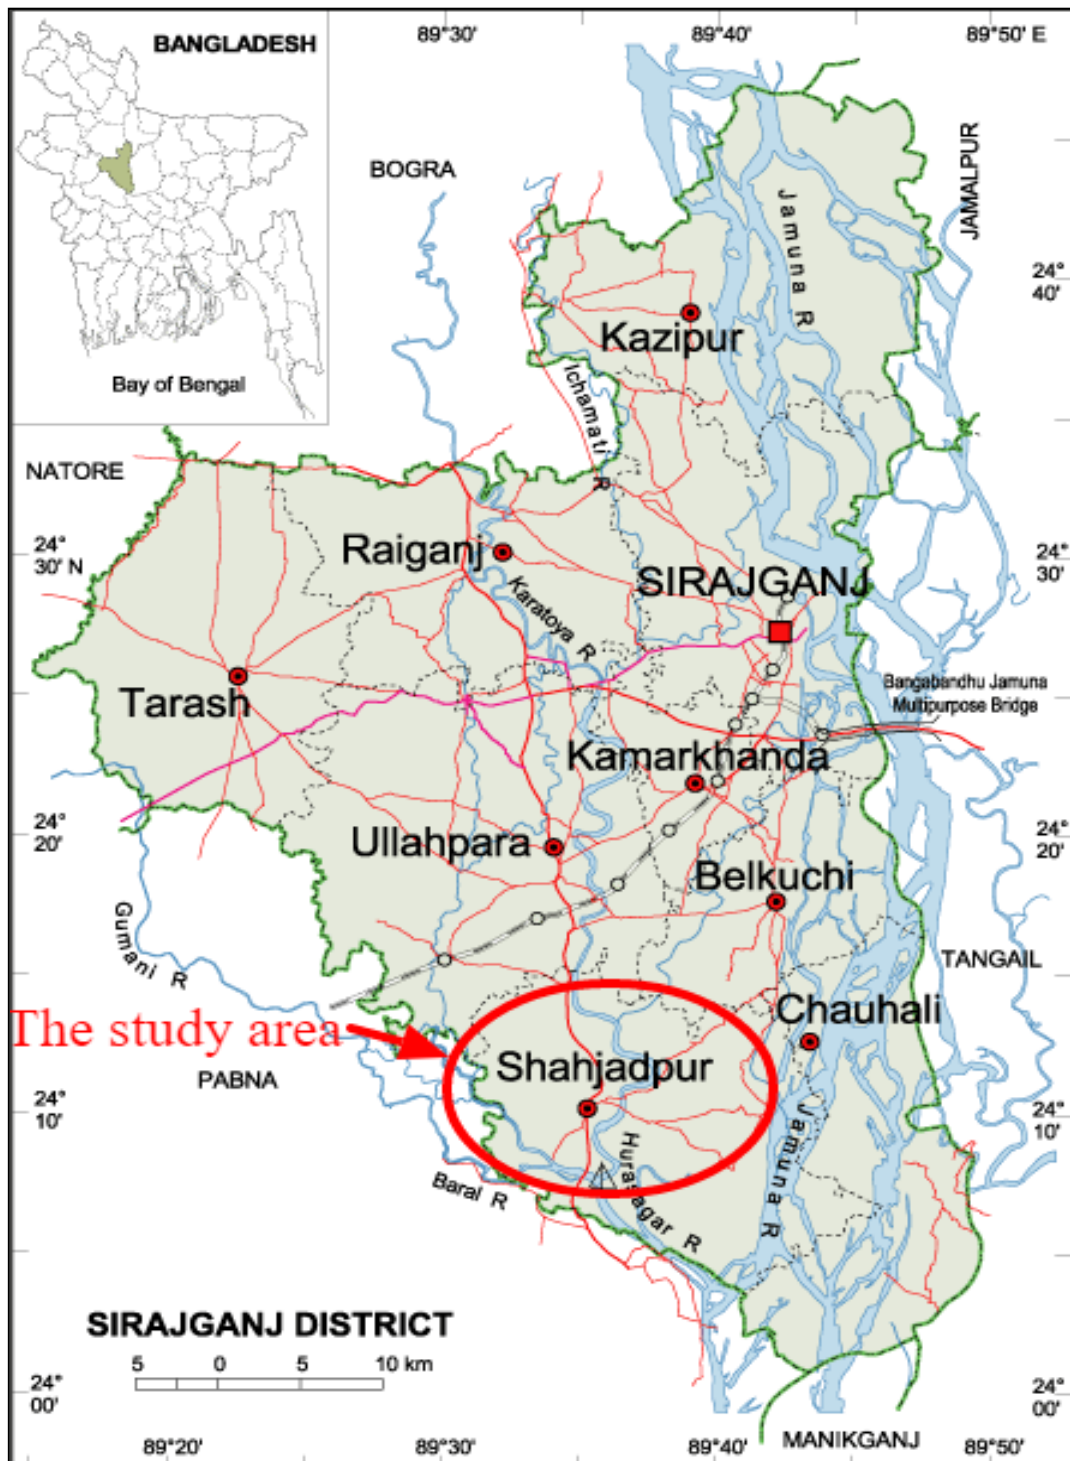 89°30'
89°40'
89°50' E
BANGLADESH
Bay of Bengal
BOGRA
JAMALPUR
Jamuna R
24°
40'
24°
40'
Kazipur
Ichamati R
NATORE
24°
30' N
24°
30'
Raiganj
Karatoya R
SIRAJGANJ
Tarash
Bangabandhu Jamuna
Multipurpose Bridge
Kamarkhanda
24°
20'
24°
20'
Ullahpara
Belkuchi
Gumani R
TANGAIL
Chauhali
The study area
PABNA
Shahjadpur
24°
10'
24°
10'
Jamuna R
Hurasagar R
Baral R
SIRAJGANJ DISTRICT
5 0 5 10 km
24°
00'
24°
00'
MANIKGANJ
89°20'
89°30'
89°40'
89°50'